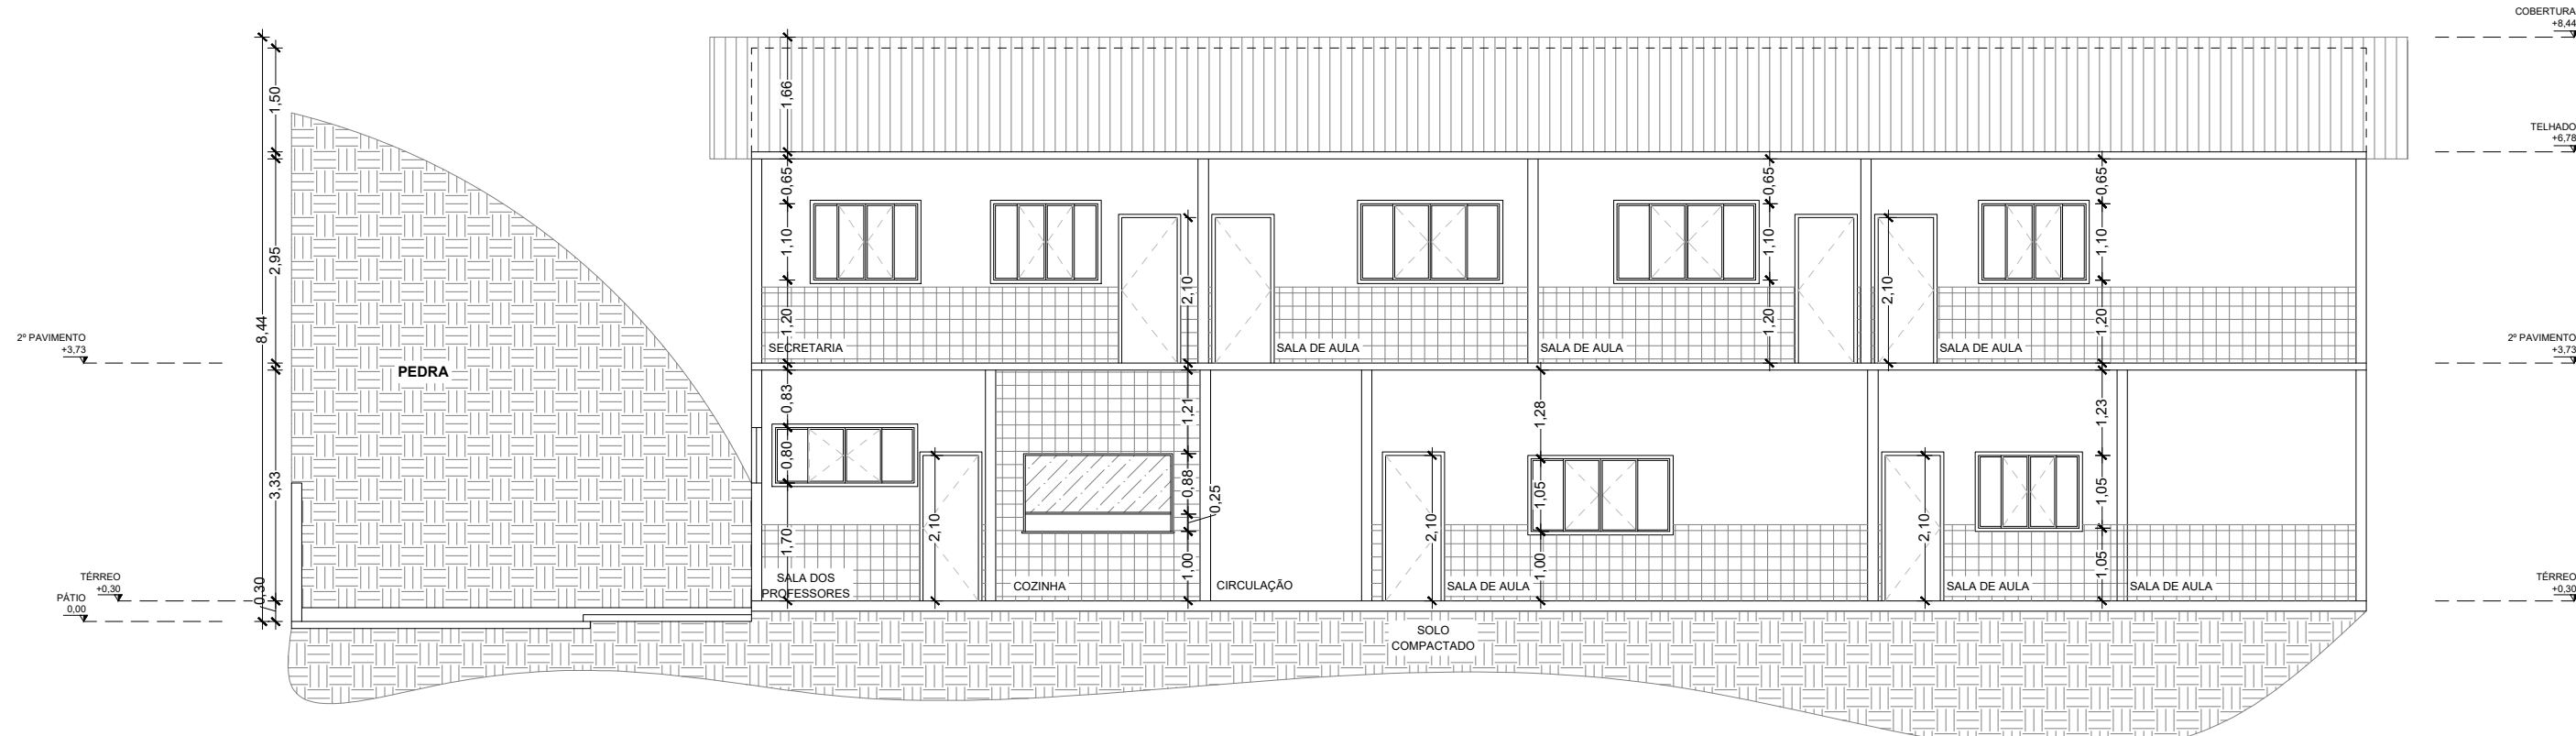 COBERTURA
+8,44
TELHADO
+6,78
1,50
1,66
0,65
0,65
0,65
2,95
1,10
1,10
1,10
2,10
2,10
8,44
1,20
1,20
1,20
2º PAVIMENTO
+3,73
SECRETARIA
SALA DE AULA
SALA DE AULA
SALA DE AULA
2º PAVIMENTO
+3,73
PEDRA
0,83
1,21
1,28
1,23
0,80
0,88
0,25
1,05
1,05
3,33
1,70
2,10
1,00
2,10
1,00
2,10
1,05
0,30
TÉRREO
+0,30
PÁTIO
0,00
SALA DOS
PROFESSORES
COZINHA
CIRCULAÇÃO
SALA DE AULA
SALA DE AULA
SALA DE AULA
TÉRREO
+0,30
SOLO
COMPACTADO